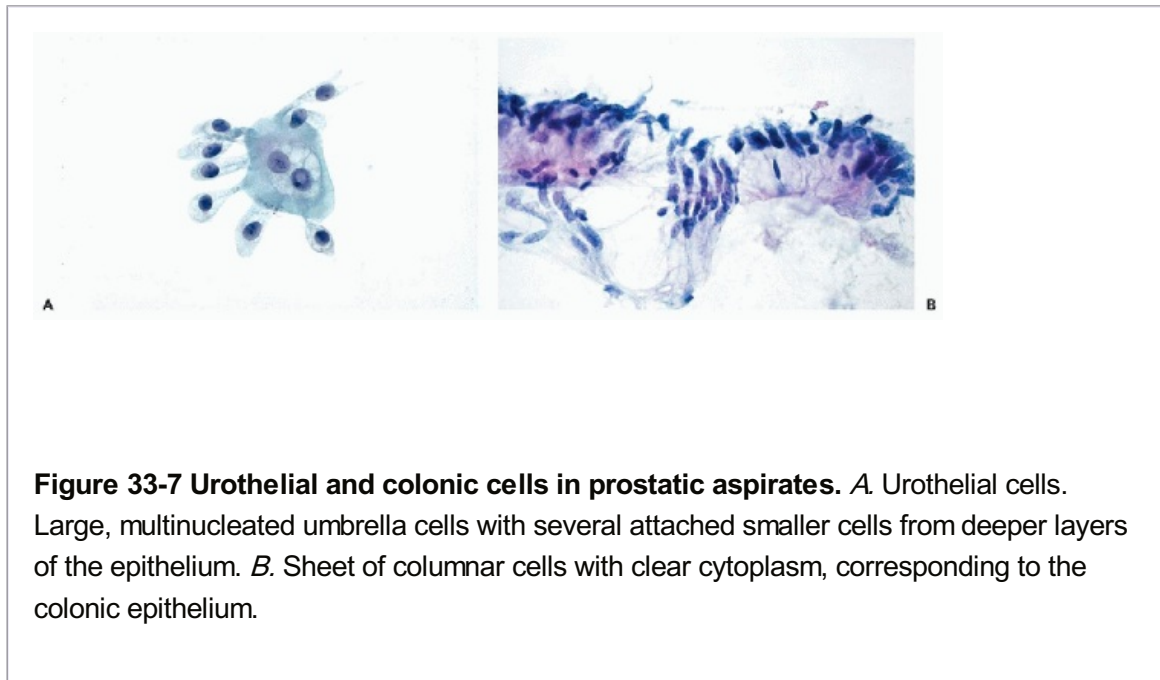 A
B
Figure 33-7 Urothelial and colonic cells in prostatic aspirates. A. Urothelial cells.
Large, multinucleated umbrella cells with several attached smaller cells from deeper layers
of the epithelium. B. Sheet of columnar cells with clear cytoplasm, corresponding to the
colonic epithelium.